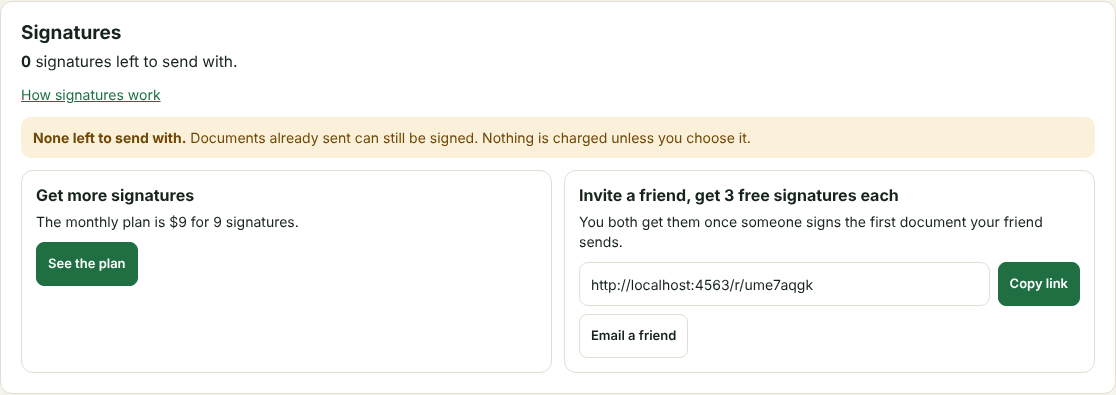 Signatures
0 signatures left to send with.
How signatures work
None left to send with. Documents already sent can still be signed. Nothing is charged unless you choose it.
Get more signatures
The monthly plan is $9 for 9 signatures.
See the plan
Invite a friend, get 3 free signatures each
You both get them once someone signs the first document your friend
sends.
http://localhost:4563/r/ume7aqgk
Copy link
Email a friend